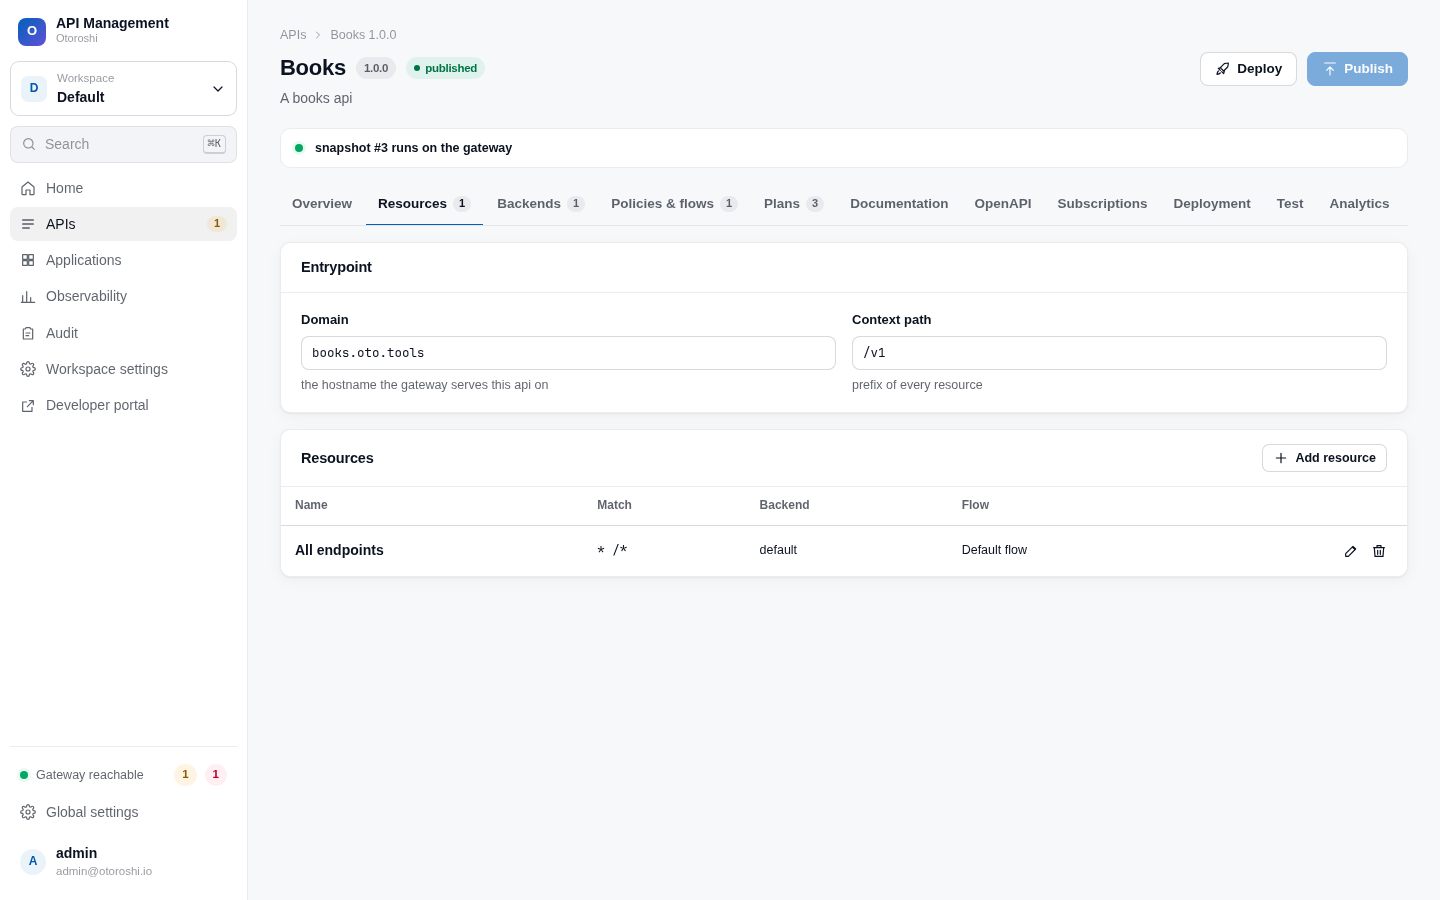 O
API Management
Otoroshi
D
Workspace
Default
Search
⌘K
Home
APIs 1
Applications
Observability
Audit
Workspace settings
Developer portal
Gateway reachable 1 1
Global settings
A
admin
admin@otoroshi.io
APIs > Books 1.0.0
Books 1.0.0 published
Deploy Publish
A books api
snapshot #3 runs on the gateway
Overview Resources 1 Backends 1 Policies & flows 1 Plans 3 Documentation OpenAPI Subscriptions Deployment Test Analytics
Entrypoint
Domain Context path
books.oto.tools /v1
the hostname the gateway serves this api on prefix of every resource
Resources Add resource
Name Match Backend Flow
All endpoints * /* default Default flow